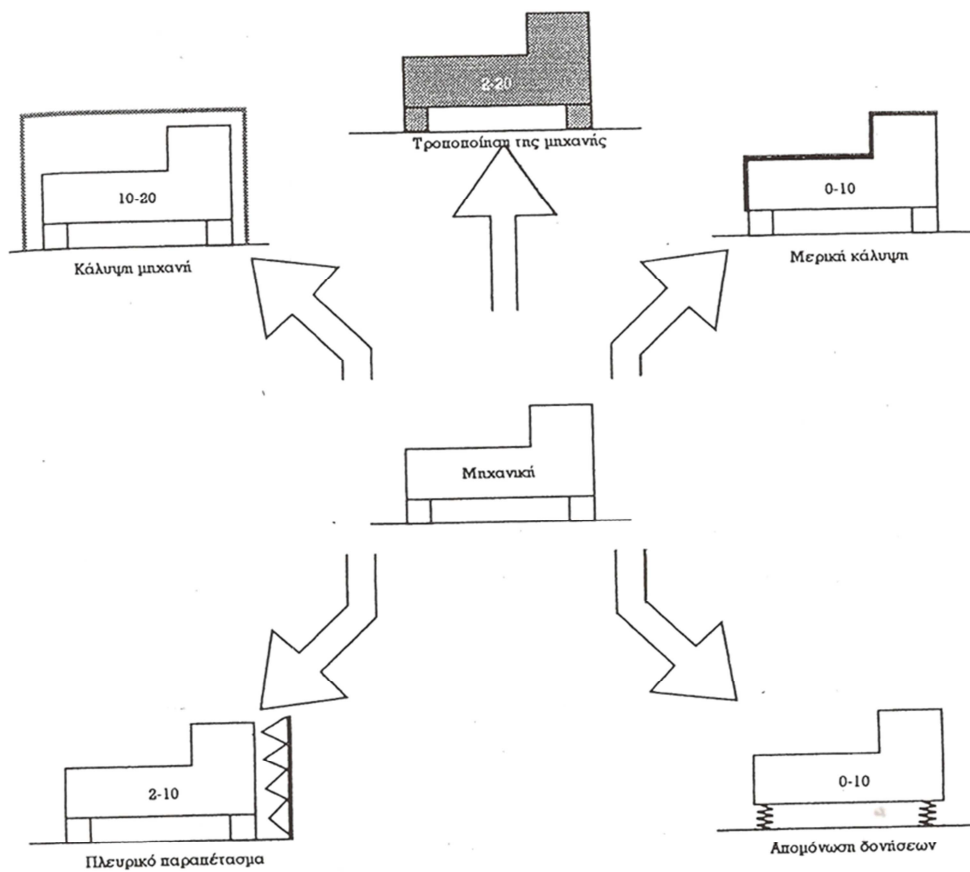 2-20
Τροποποίηση της μηχανής
10-20
Κάλυψη μηχανή
0-10
Μερική κάλυψη
Μηχανική
2-10
Πλευρικό παραπέτασμα
0-10
Απομόνωση δονήσεων